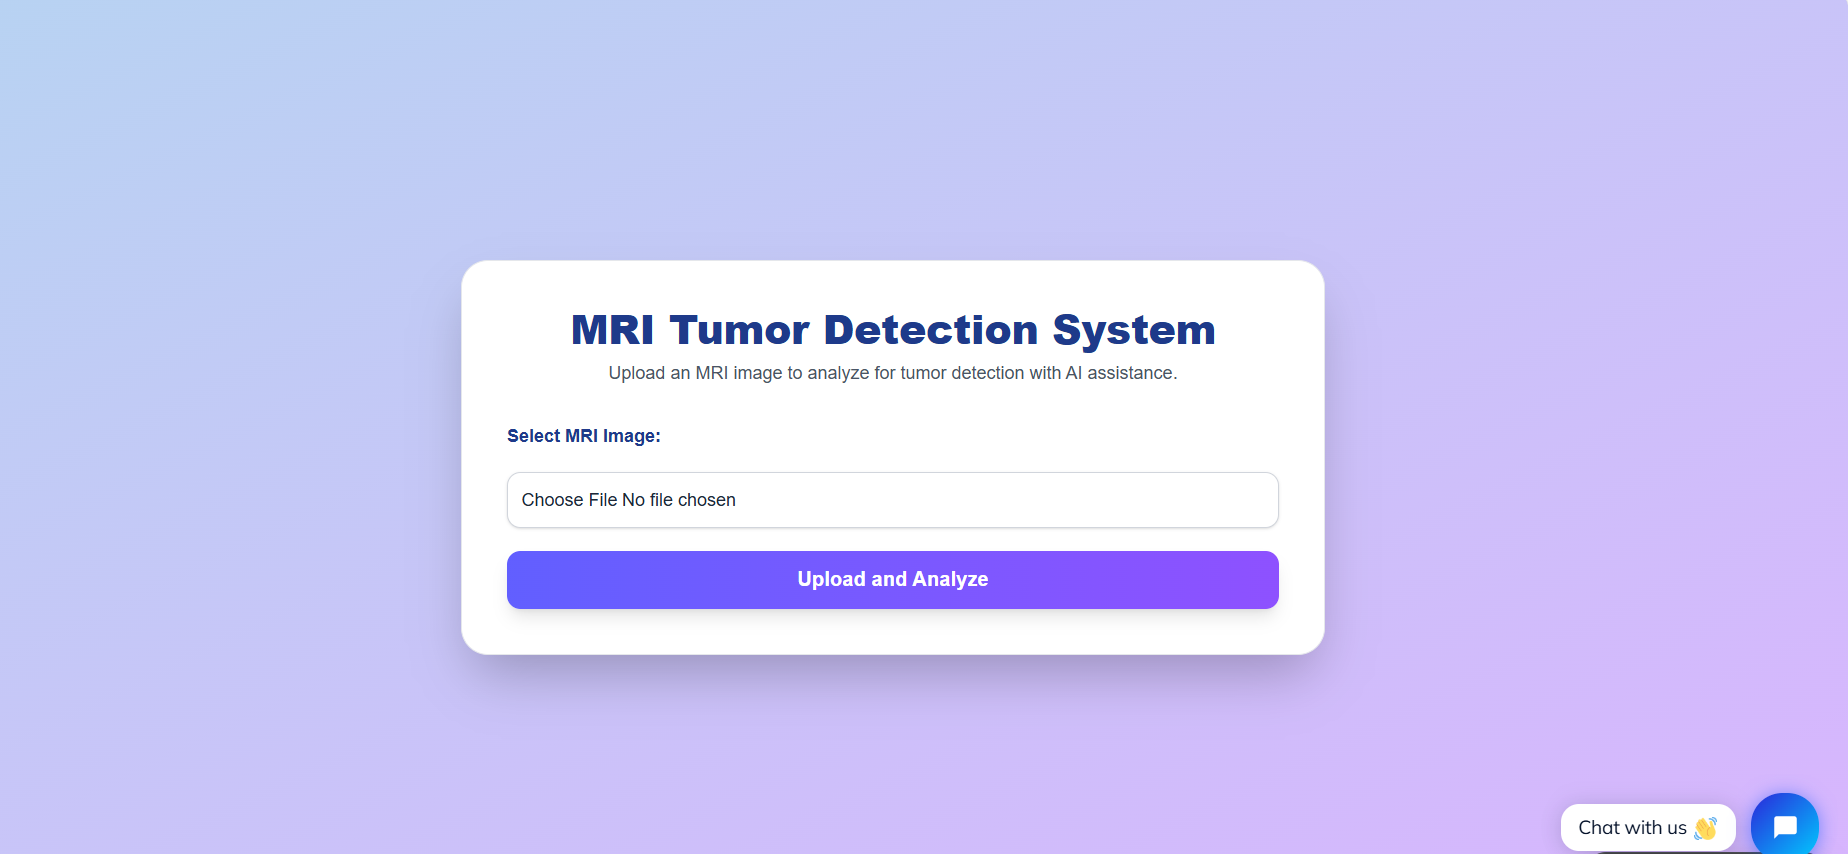 MRI Tumor Detection System
Upload an MRI image to analyze for tumor detection with AI assistance.
Select MRI Image:
Choose File No file chosen
Upload and Analyze
Chat with us 👋